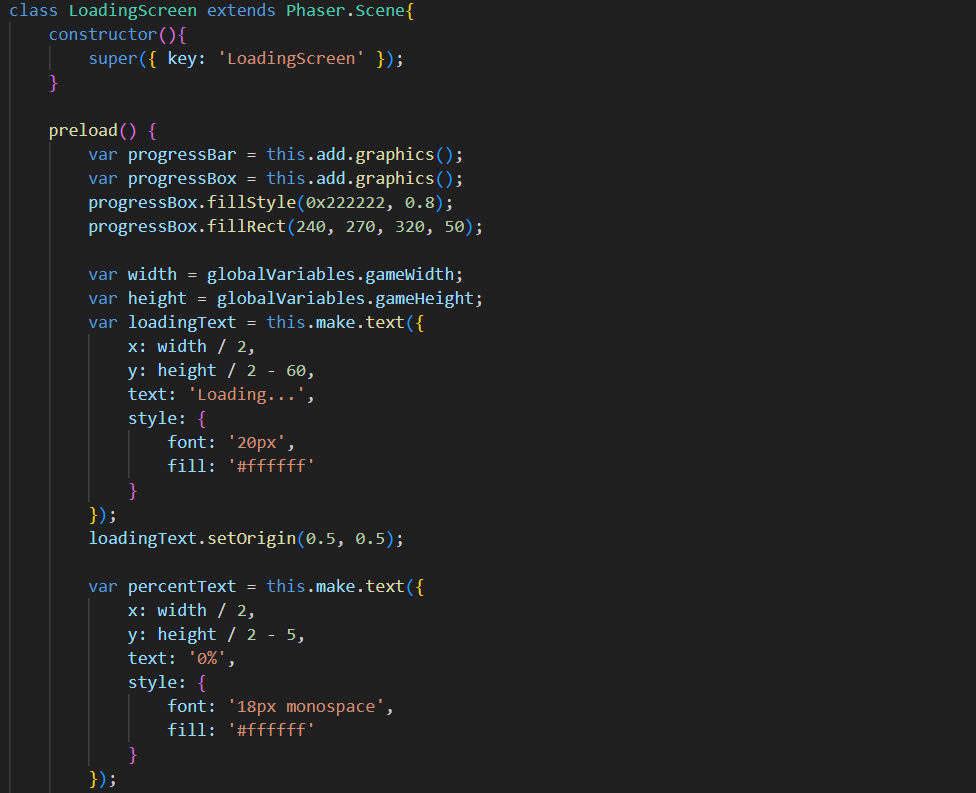 class LoadingScreen extends Phaser.Scene{
    constructor(){
        super({ key: 'LoadingScreen' });
    }

    preload() {
        var progressBar = this.add.graphics();
        var progressBox = this.add.graphics();
        progressBox.fillStyle(0x222222, 0.8);
        progressBox.fillRect(240, 270, 320, 50);

        var width = globalVariables.gameWidth;
        var height = globalVariables.gameHeight;
        var loadingText = this.make.text({
            x: width / 2,
            y: height / 2 - 60,
            text: 'Loading...',
            style: {
                font: '20px',
                fill: '#ffffff'
            }
        });
        loadingText.setOrigin(0.5, 0.5);

        var percentText = this.make.text({
            x: width / 2,
            y: height / 2 - 5,
            text: '0%',
            style: {
                font: '18px monospace',
                fill: '#ffffff'
            }
        });